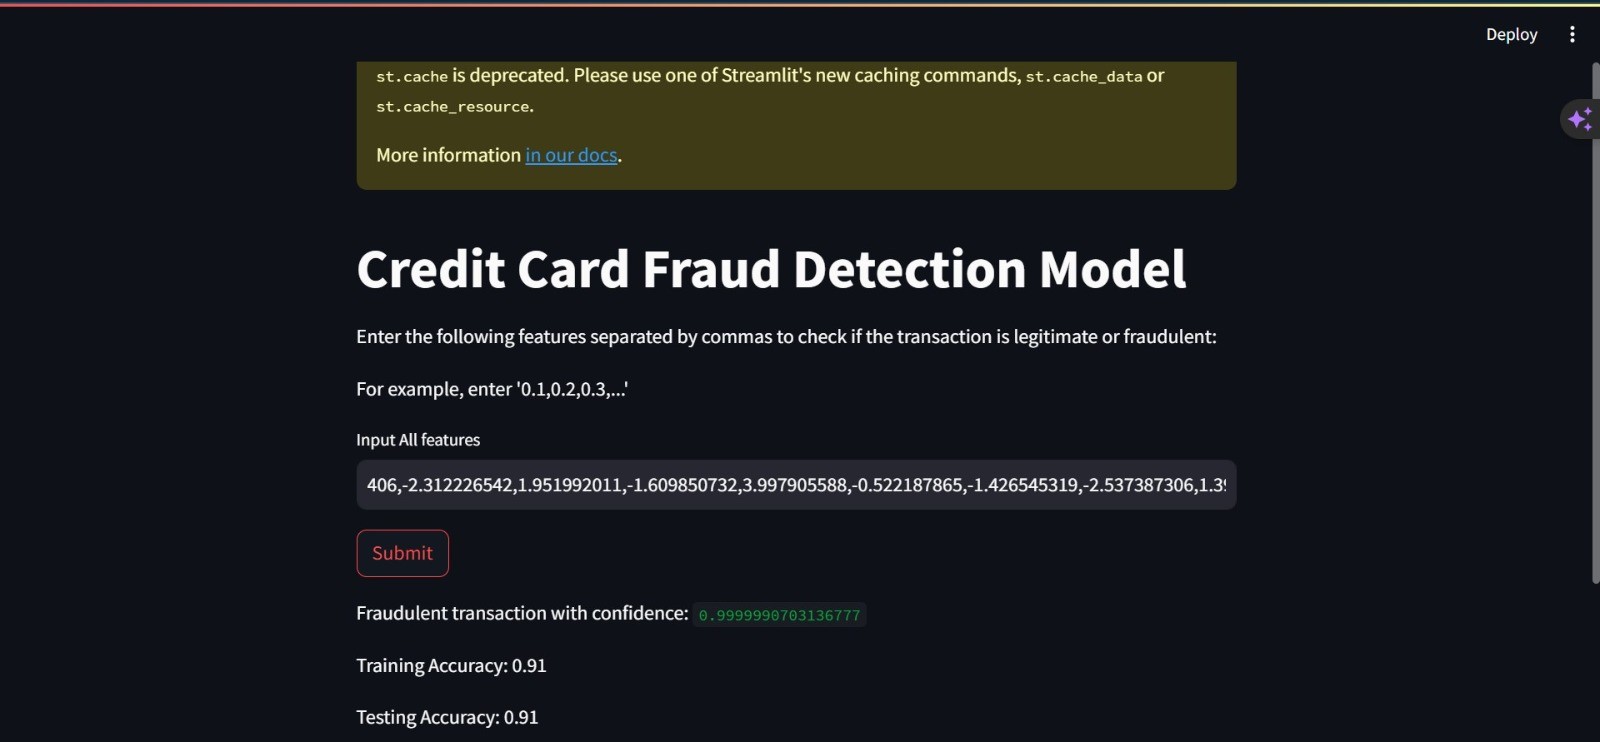 Deploy
st.cache is deprecated. Please use one of Streamlit's new caching commands, st.cache_data or
st.cache_resource.
More information in our docs.
Credit Card Fraud Detection Model
Enter the following features separated by commas to check if the transaction is legitimate or fraudulent:
For example, enter '0.1,0.2,0.3,...'
Input All features
406,-2.312226542,1.951992011,-1.609850732,3.997905588,-0.522187865,-1.426545319,-2.537387306,1.39
Submit
Fraudulent transaction with confidence: 0.9999990703136777
Training Accuracy: 0.91
Testing Accuracy: 0.91